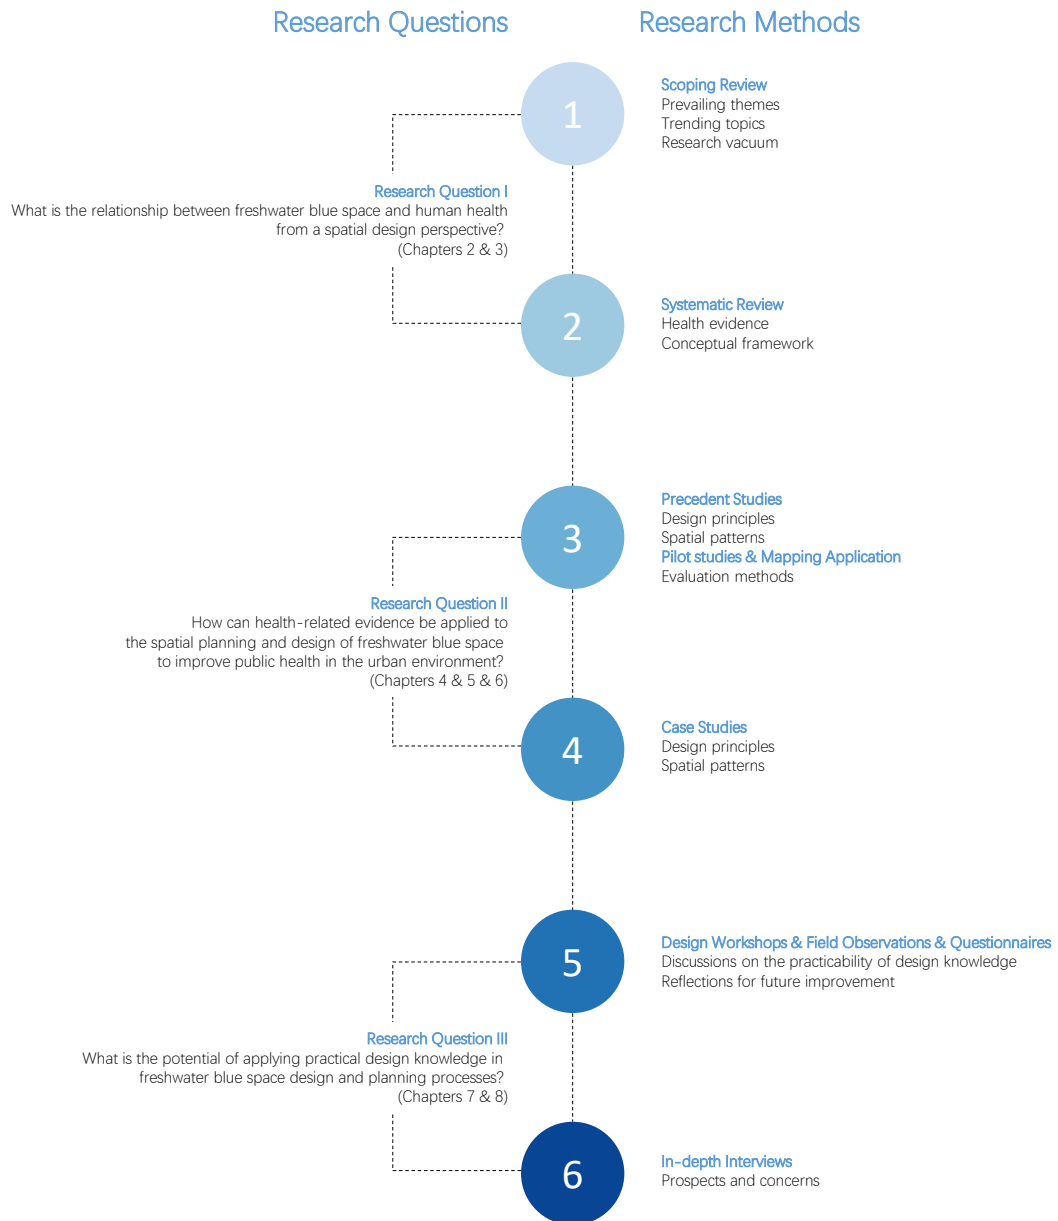 Research Questions
Research Methods
1
Scoping Review
Prevailing themes
Trending topics
Research vacuum
Research Question I
What is the relationship between freshwater blue space and human health
from a spatial design perspective?
(Chapters 2 & 3)
2
Systematic Review
Health evidence
Conceptual framework
3
Precedent Studies
Design principles
Spatial patterns
Pilot studies & Mapping Application
Evaluation methods
Research Question II
How can health-related evidence be applied to
the spatial planning and design of freshwater blue space
to improve public health in the urban environment?
(Chapters 4 & 5 & 6)
4
Case Studies
Design principles
Spatial patterns
5
Design Workshops & Field Observations & Questionnaires
Discussions on the practicability of design knowledge
Reflections for future improvement
Research Question III
What is the potential of applying practical design knowledge in
freshwater blue space design and planning processes?
(Chapters 7 & 8)
6
In-depth Interviews
Prospects and concerns